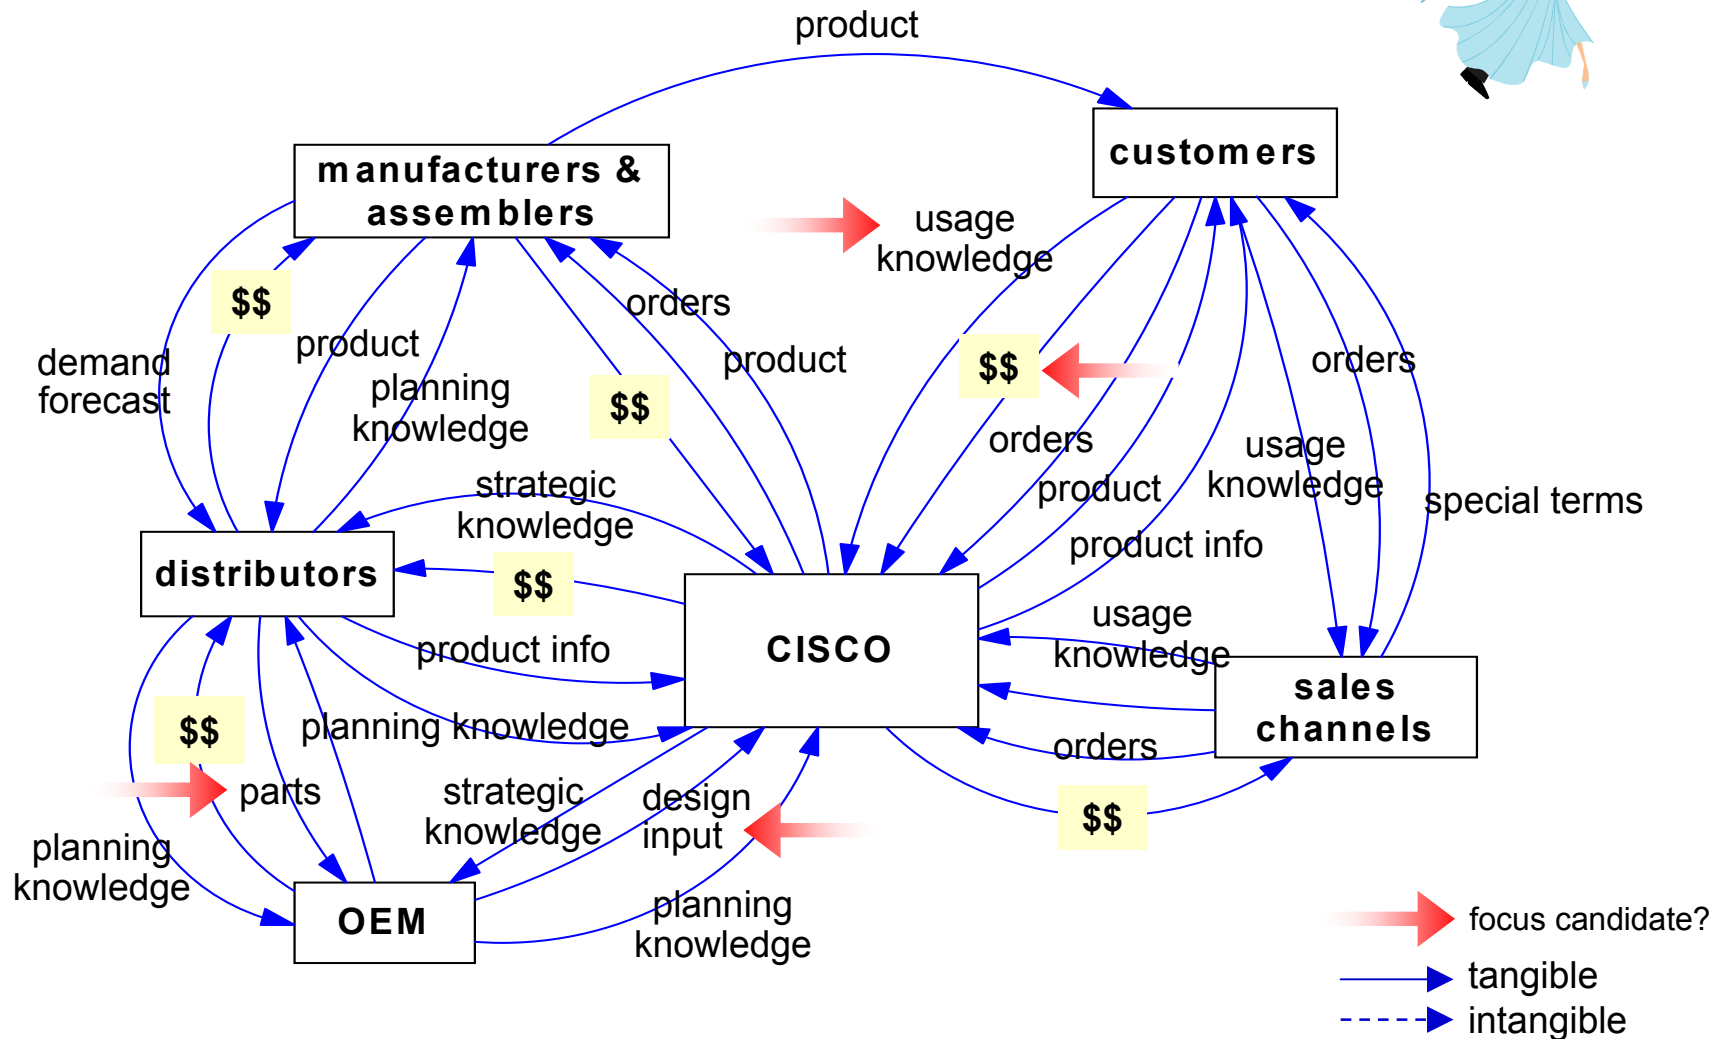 product
customers
manufacturers &
assemblers
usage
knowledge
$$
orders
product
demand
forecast
product
planning
knowledge
$$
$$
orders
orders
usage
knowledge
product
special terms
strategic
knowledge
product info
distributors
$$
CISCO
usage
knowledge
product info
sales
channels
$$
planning knowledge
orders
parts
strategic
knowledge
design
input
$$
planning
knowledge
OEM
planning
knowledge
focus candidate?
tangible
intangible